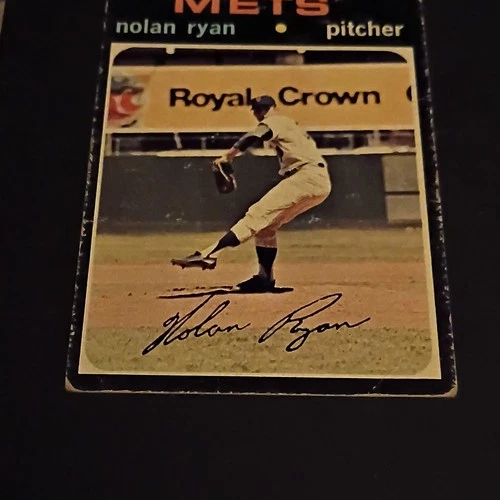 METS
nolan ryan • pitcher
Royal Crown
Nolan Ryan